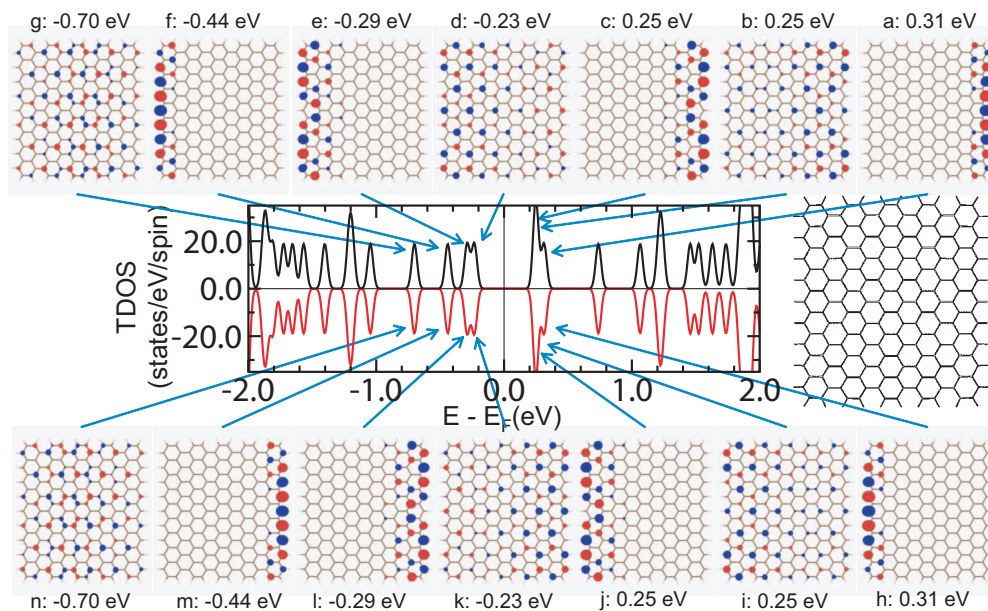 g: -0.70 eV f: -0.44 eV e: -0.29 eV d: -0.23 eV c: 0.25 eV b: 0.25 eV a: 0.31 eV
TDOS
(states/eV/spin)
20.0
0.0
-20.0
-2.0 -1.0 0.0 1.0 2.0
E - EF(eV)
n: -0.70 eV m: -0.44 eV l: -0.29 eV k: -0.23 eV j: 0.25 eV i: 0.25 eV h: 0.31 eV